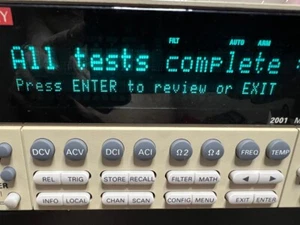 Y
FILT AUTO ARM
All tests complete
Press ENTER to review or EXIT
2001 M
DCV ACV DCI ACI Ω2 Ω4 FREQ TEMP
REL TRIG STORE RECALL FILTER MATH
INFO LOCAL CHAN SCAN CONFIG MENU EXIT ENTER